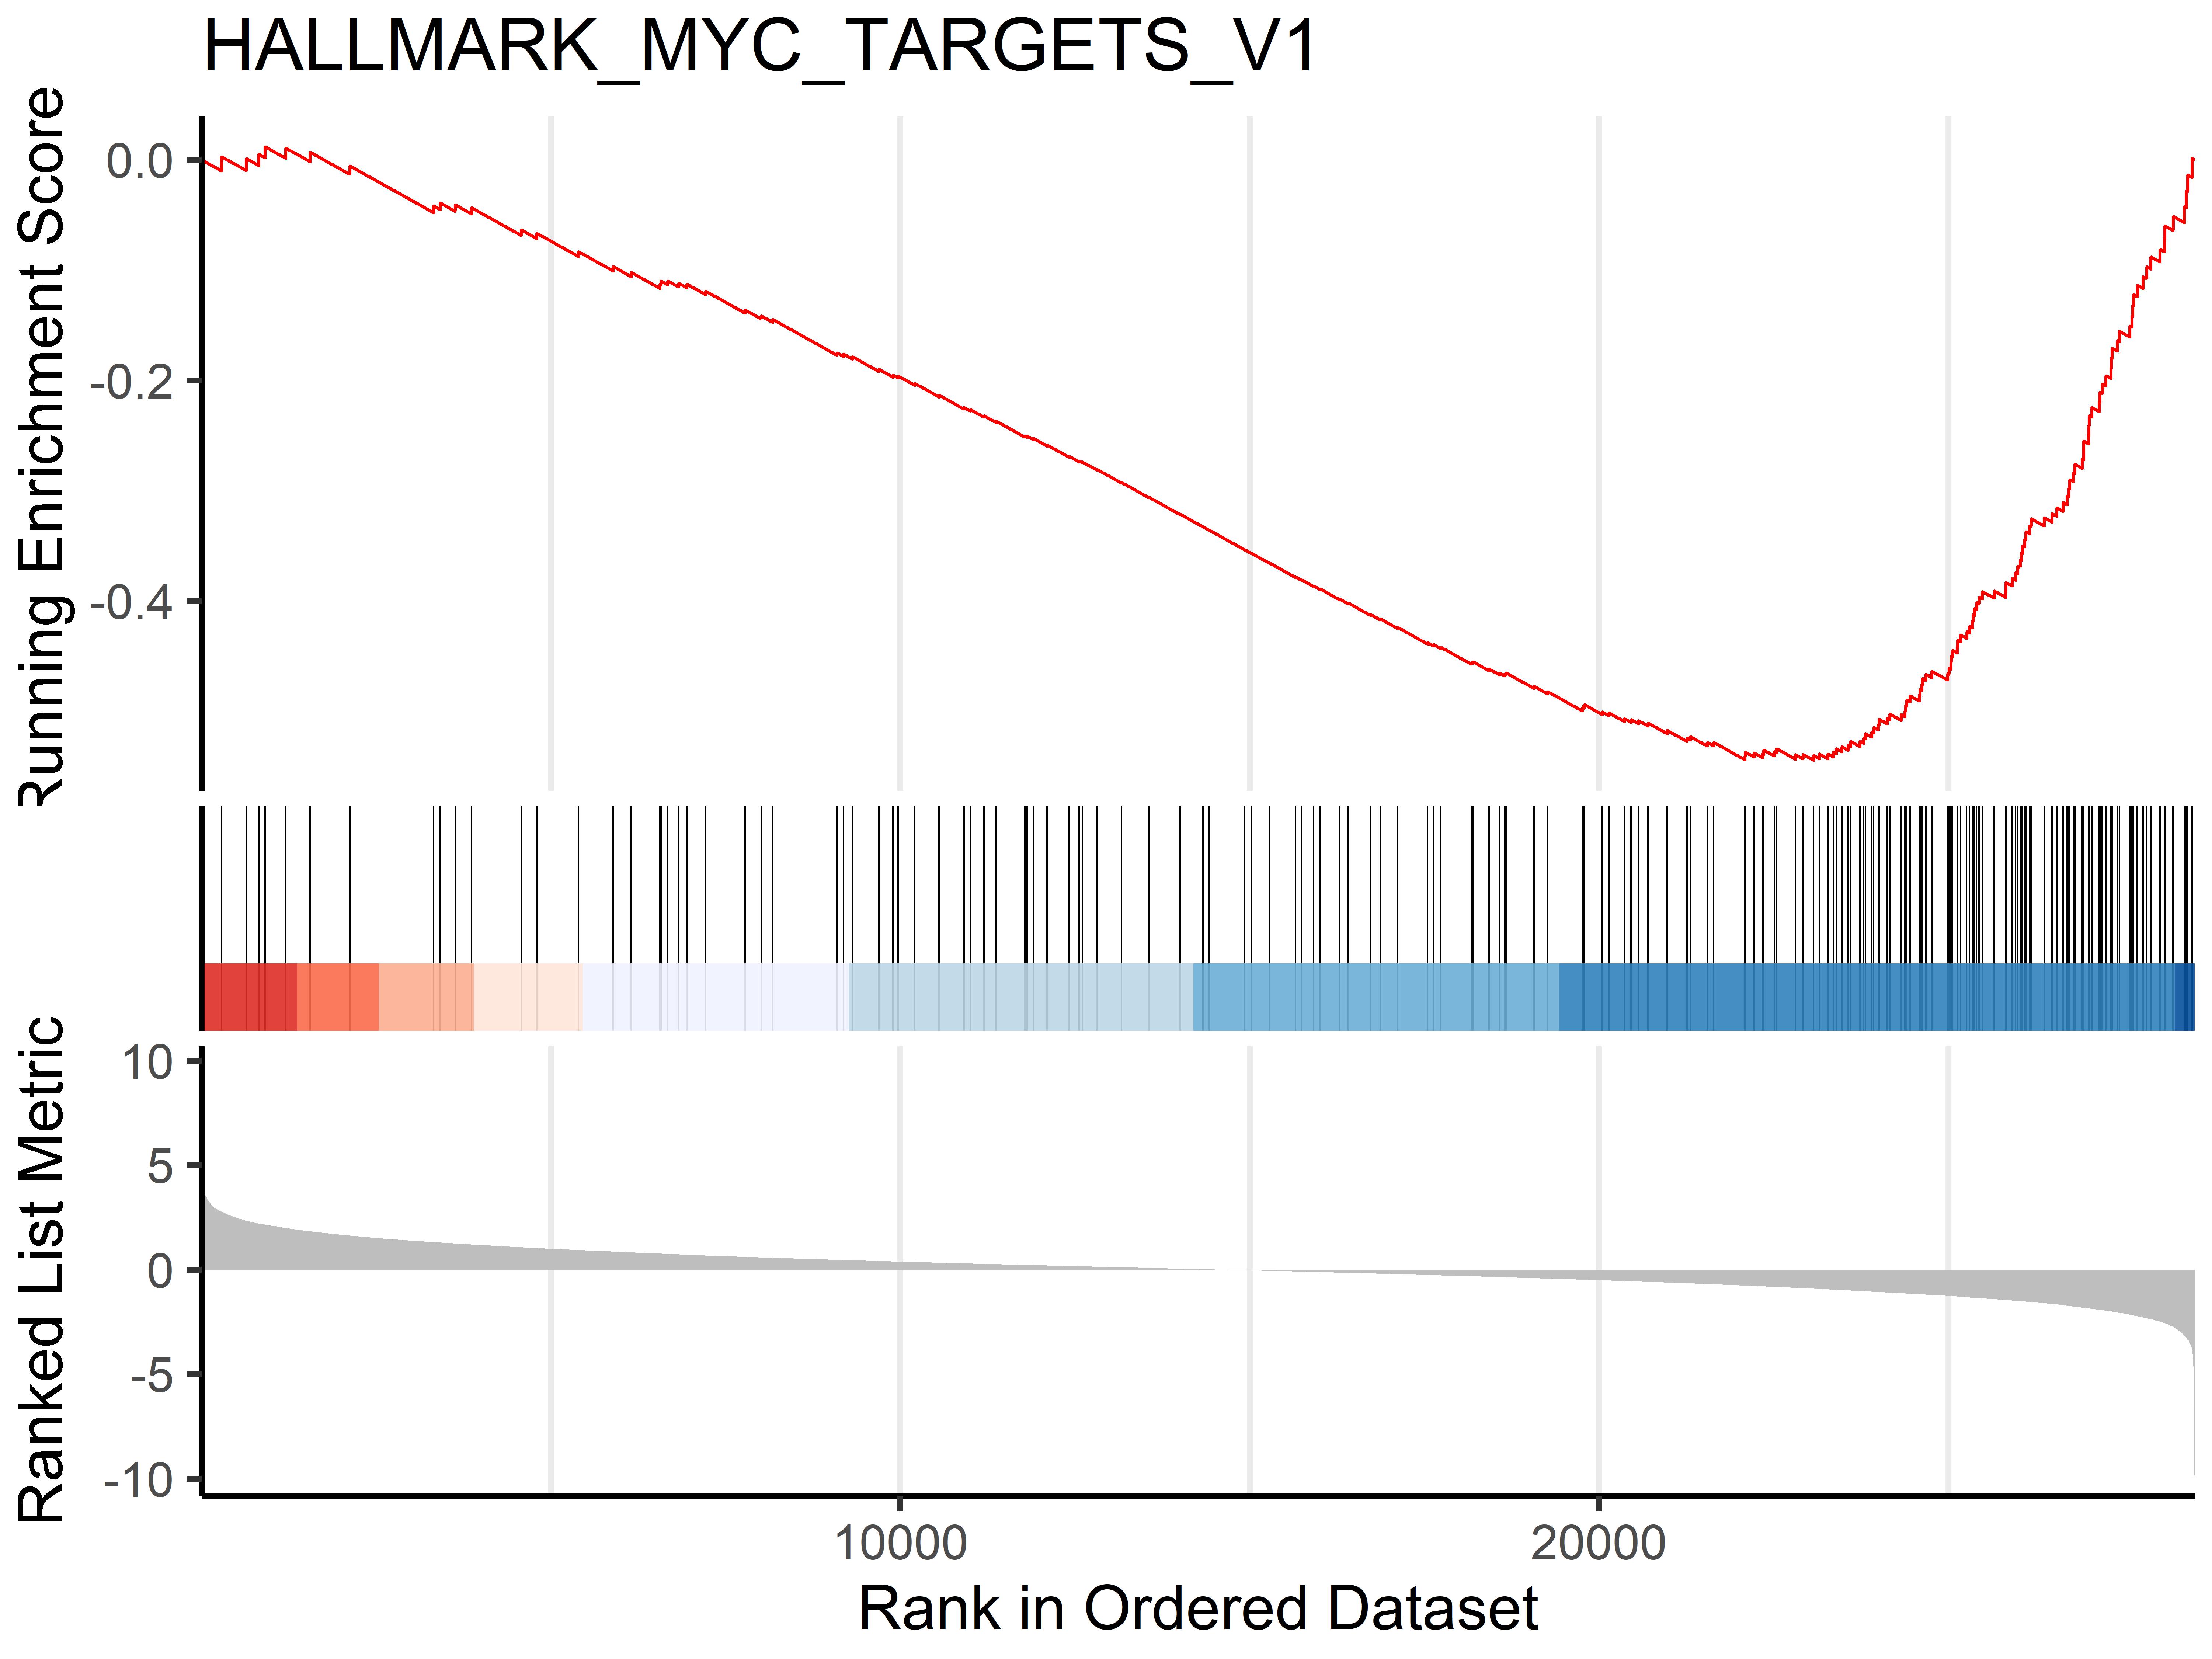 HALLMARK_MYC_TARGETS_V1
Running Enrichment Score
0.0
-0.2
-0.4
Ranked List Metric
10
5
0
-5
-10
10000
20000
Rank in Ordered Dataset